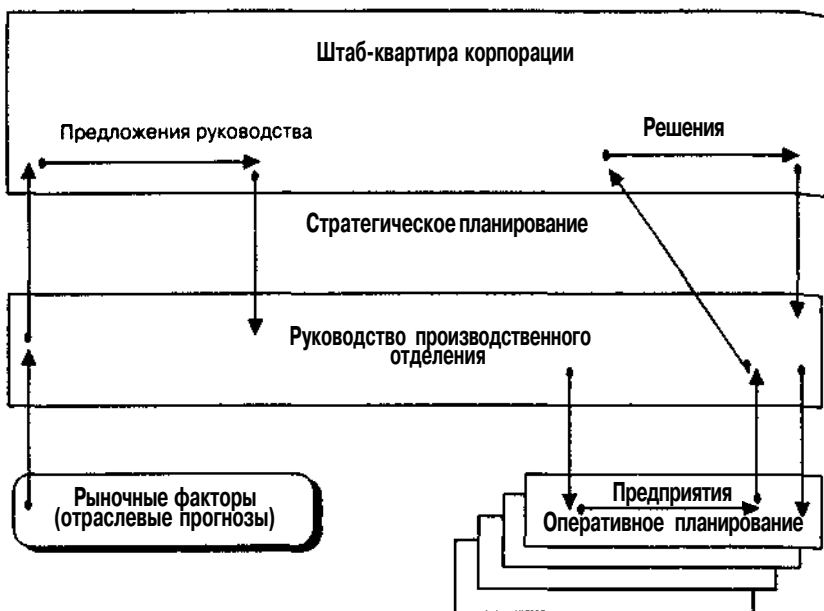 Штаб-квартира корпорации
Предложения руководства
Решения
Стратегическое планирование
Руководство производственного
отделения
Рыночные факторы
(отраслевые прогнозы)
Предприятия
Оперативное планирование